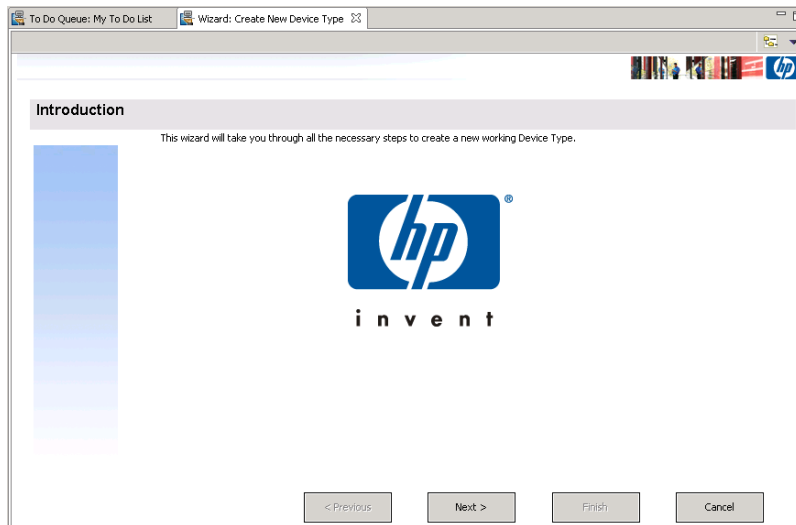 To Do Queue: My To Do List Wizard: Create New Device Type
hp
Introduction
This wizard will take you through all the necessary steps to create a new working Device Type.
hp®
invent
< Previous Next > Finish Cancel